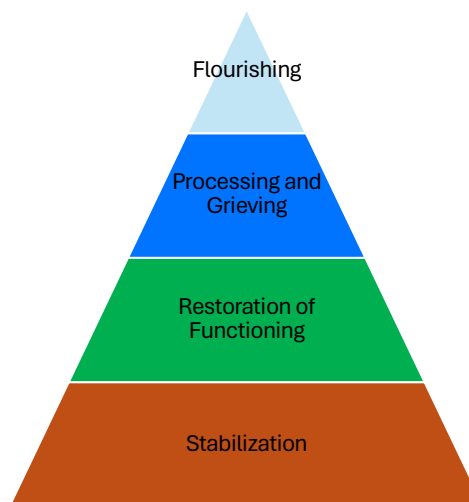 Flourishing
Processing and
Grieving
Restoration of
Functioning
Stabilization